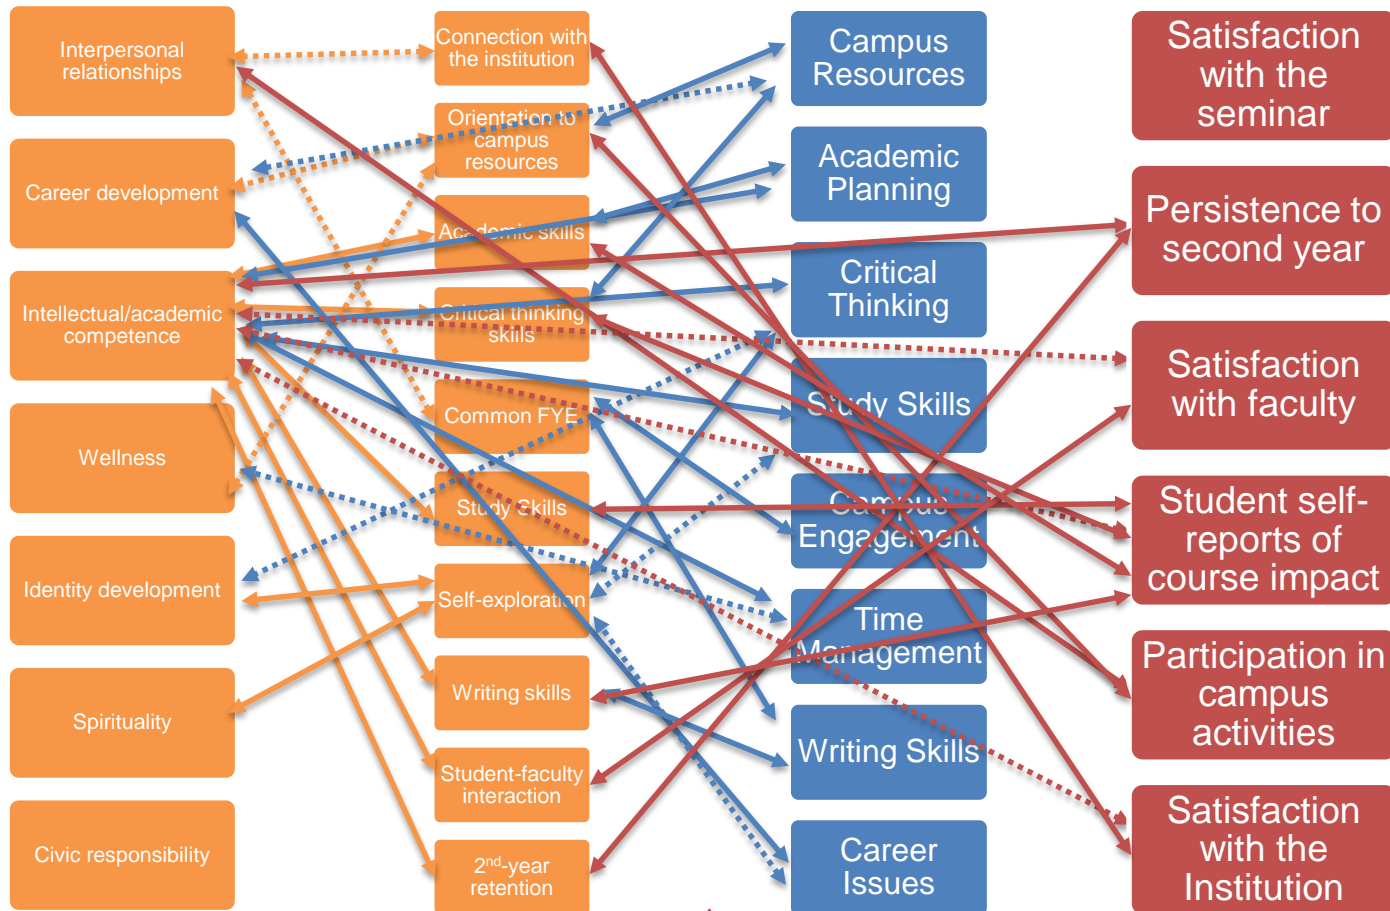 Interpersonal
relationships
Career development
Intellectual/academic
competence
Wellness
Identity development
Spirituality
Civic responsibility
Connection with
the institution
Orientation to
campus
resources
Academic skills
Critical thinking
skills
Common FYE
Study Skills
Self-exploration
Writing skills
Student-faculty
interaction
2nd-year
retention
Campus
Resources
Academic
Planning
Critical
Thinking
Study Skills
Campus
Engagement
Time
Management
Writing Skills
Career
Issues
Satisfaction
with the
seminar
Persistence to
second year
Satisfaction
with faculty
Student self-
reports of
course impact
Participation in
campus
activities
Satisfaction
with the
Institution